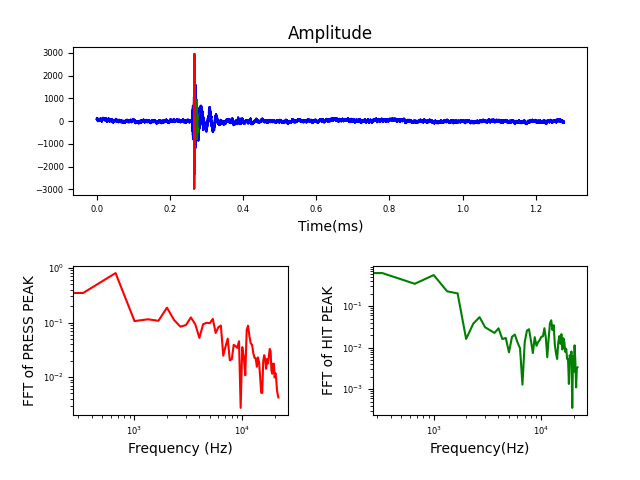 Amplitude
3000
2000
1000
0
−1000
−2000
−3000
0.0 0.2 0.4 0.6 0.8 1.0 1.2
Time(ms)
FFT of PRESS PEAK
10⁰
10⁻¹
10⁻²
10³ 10⁴
Frequency (Hz)
FFT of HIT PEAK
10⁻¹
10⁻²
10⁻³
10³ 10⁴
Frequency(Hz)